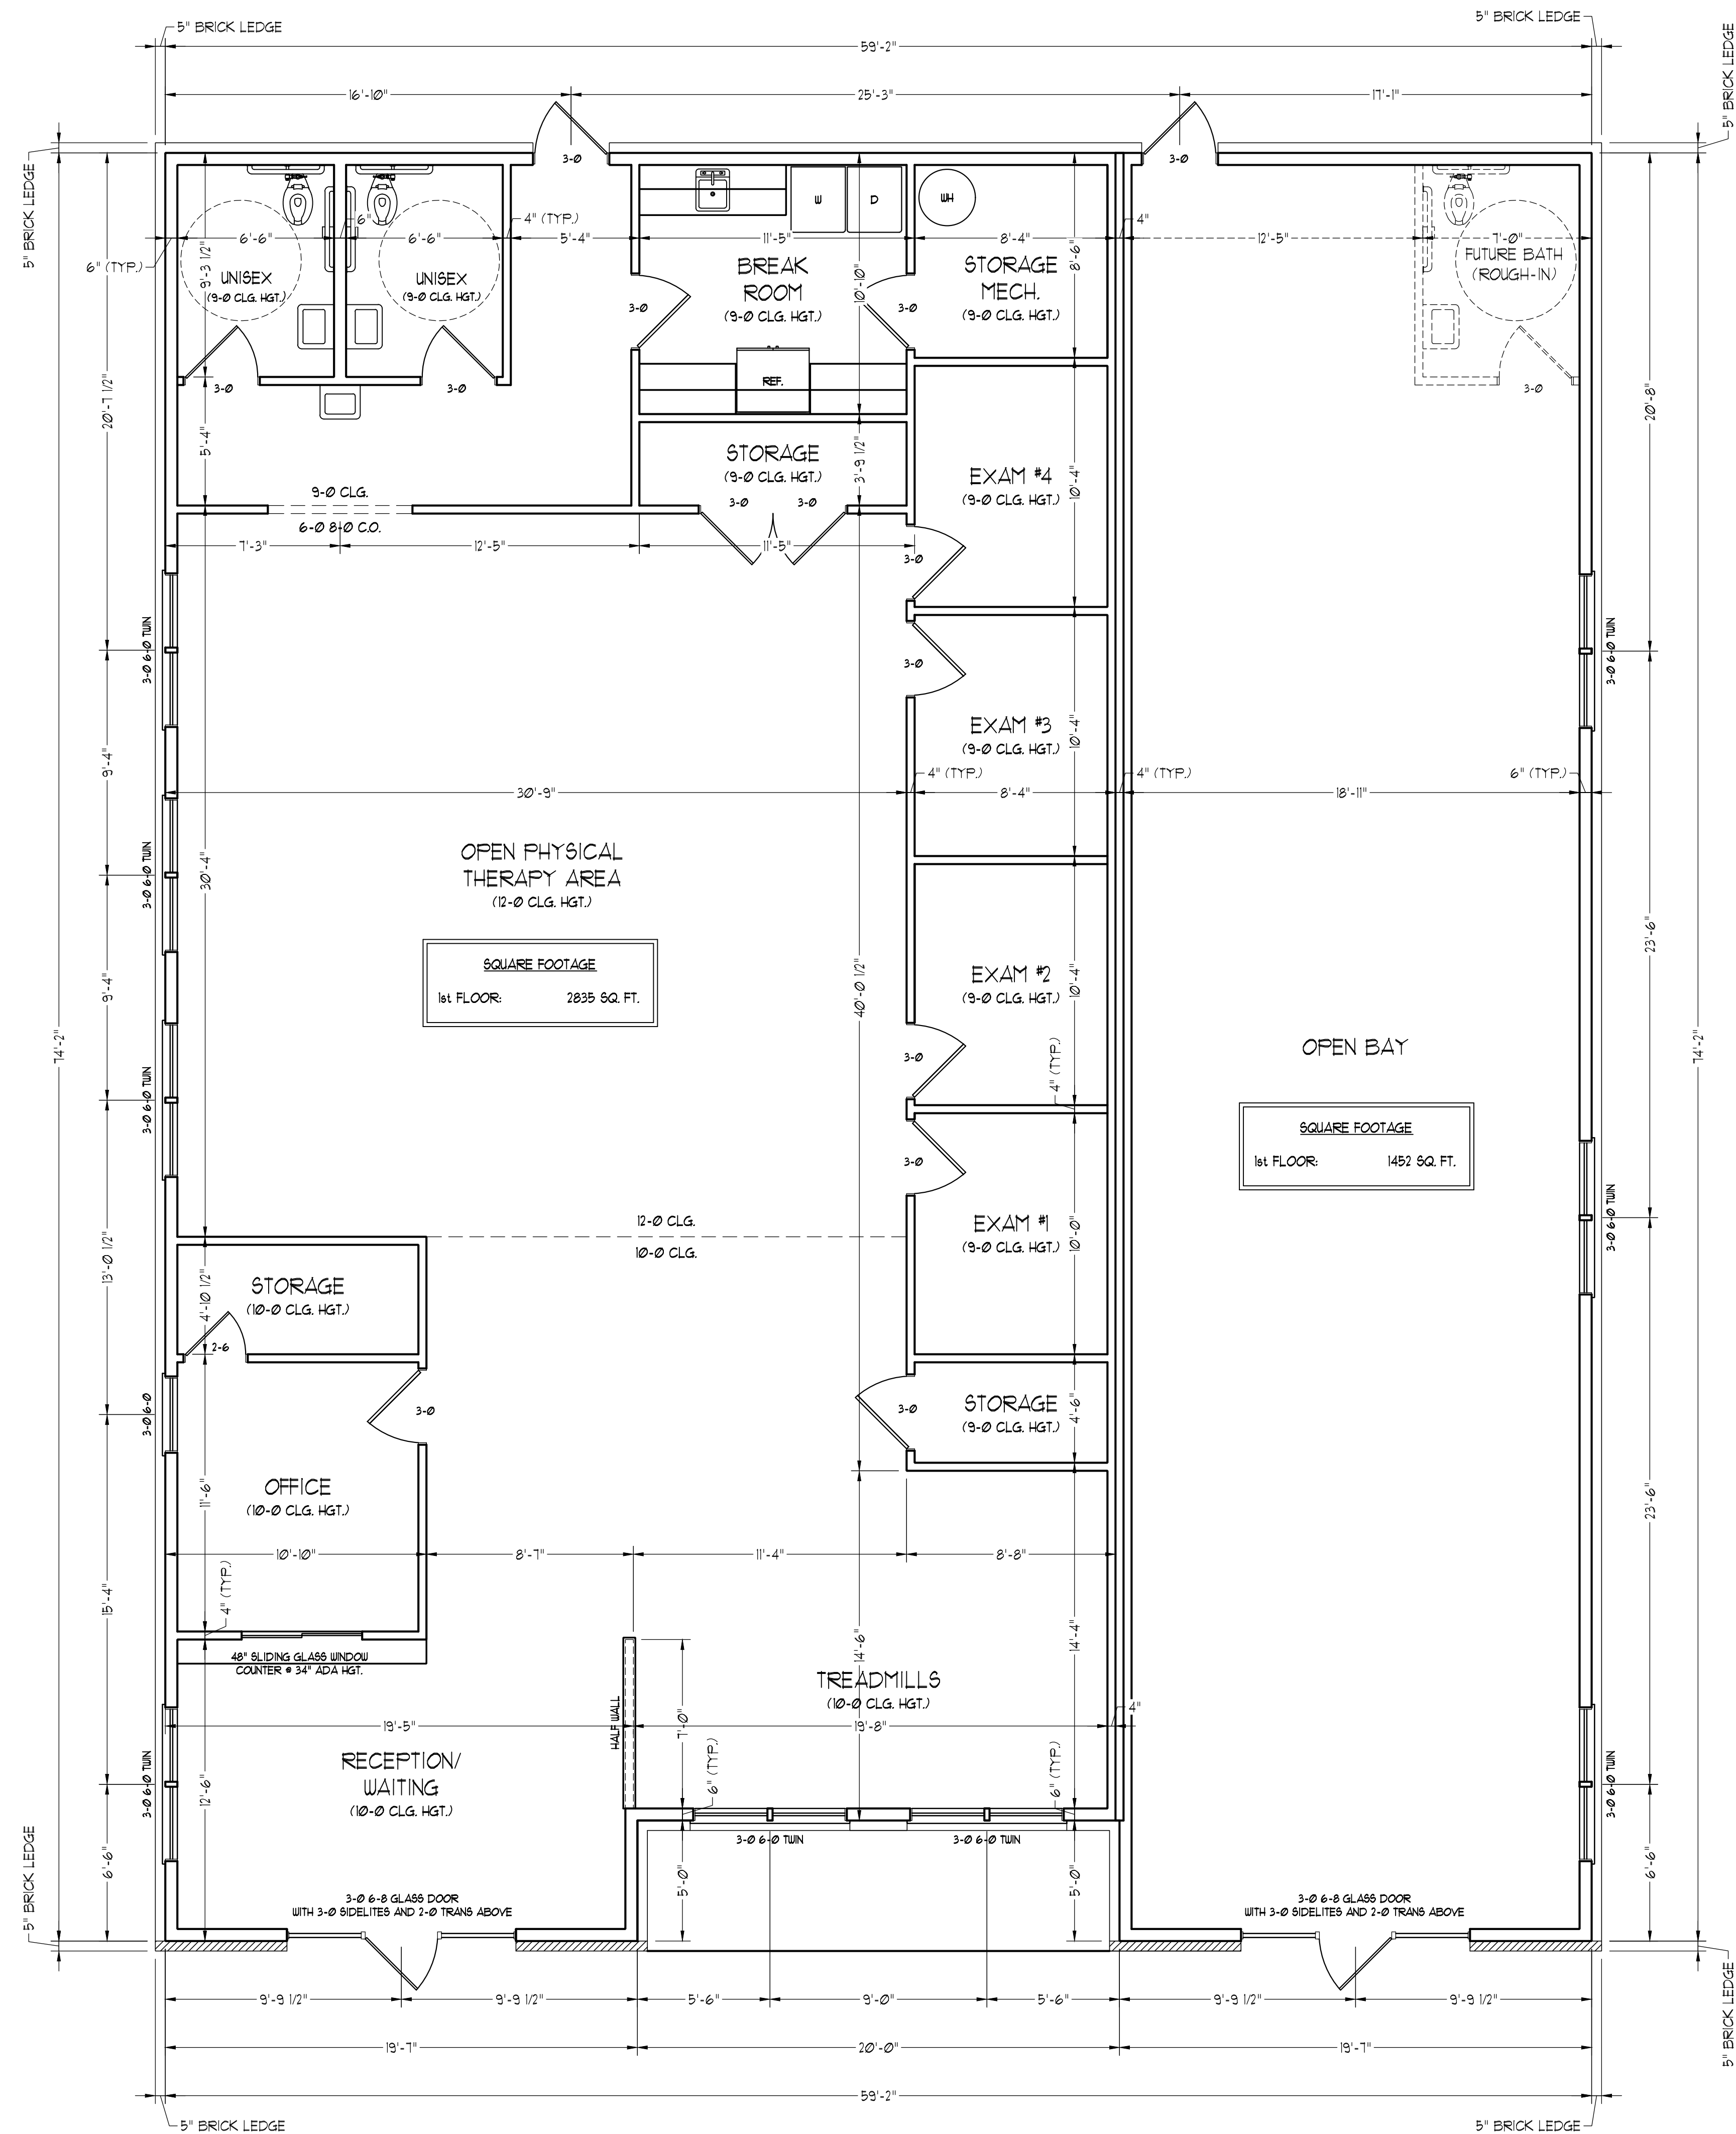 5" BRICK LEDGE
5" BRICK LEDGE
59'-2"
16'-10"
25'-3"
17'-1"
5" BRICK LEDGE
5" BRICK LEDGE
3-0
3-0
6"
4" (TYP.)
W
D
WH
4"
6" (TYP.)
6'-6"
6'-6"
5'-4"
11'-5"
8'-4"
12'-5"
7'-0"
9'-3 1/2"
10'-10"
8'-6"
UNISEX
(9-0 CLG. HGT.)
UNISEX
(9-0 CLG. HGT.)
BREAK
ROOM
(9-0 CLG. HGT.)
STORAGE
MECH.
(9-0 CLG. HGT.)
FUTURE BATH
(ROUGH-IN)
3-0
3-0
3-0
3-0
REF.
3-0
20'-7 1/2"
5'-4"
20'-8"
STORAGE
(9-0 CLG. HGT.)
3'-9 1/2"
3-0
3-0
EXAM #4
(9-0 CLG. HGT.)
10'-4"
9-0 CLG.
6-0 8-0 C.O.
7'-3"
12'-5"
11'-5"
3-0
3-0 6-0 TWIN
3-0 6-0 TWIN
3-0
EXAM #3
(9-0 CLG. HGT.)
10'-4"
9'-4"
4" (TYP.)
4" (TYP.)
6" (TYP.)
30'-9"
8'-4"
18'-11"
3-0 6-0 TWIN
30'-4"
OPEN PHYSICAL
THERAPY AREA
(12-0 CLG. HGT.)
23'-6"
SQUARE FOOTAGE
1st FLOOR: 2835 SQ. FT.
9'-4"
40'-0 1/2"
EXAM #2
(9-0 CLG. HGT.)
10'-4"
74'-2"
74'-2"
OPEN BAY
3-0
4" (TYP.)
3-0 6-0 TWIN
SQUARE FOOTAGE
1st FLOOR: 1452 SQ. FT.
3-0
12-0 CLG.
10-0 CLG.
EXAM #1
(9-0 CLG. HGT.)
10'-0"
3-0 6-0 TWIN
13'-0 1/2"
STORAGE
(10-0 CLG. HGT.)
4'-10 1/2"
2-6
3-0 6-0
3-0
3-0
STORAGE
(9-0 CLG. HGT.)
4'-6"
OFFICE
(10-0 CLG. HGT.)
11'-6"
23'-6"
10'-10"
8'-7"
11'-4"
8'-8"
15'-4"
4" (TYP.)
48" SLIDING GLASS WINDOW
COUNTER @ 34" ADA HGT.
14'-6"
14'-4"
TREADMILLS
(10-0 CLG. HGT.)
4"
HALF WALL
7'-0"
19'-5"
19'-8"
RECEPTION/
WAITING
(10-0 CLG. HGT.)
12'-6"
6" (TYP.)
6" (TYP.)
3-0 6-0 TWIN
3-0 6-0 TWIN
3-0 6-0 TWIN
3-0 6-0 TWIN
6'-6"
6'-6"
5'-0"
5'-0"
5" BRICK LEDGE
3-0 6-8 GLASS DOOR
WITH 3-0 SIDELITES AND 2-0 TRANS ABOVE
3-0 6-8 GLASS DOOR
WITH 3-0 SIDELITES AND 2-0 TRANS ABOVE
5" BRICK LEDGE
9'-9 1/2"
9'-9 1/2"
5'-6"
9'-0"
5'-6"
9'-9 1/2"
9'-9 1/2"
19'-7"
20'-0"
19'-7"
59'-2"
5" BRICK LEDGE
5" BRICK LEDGE